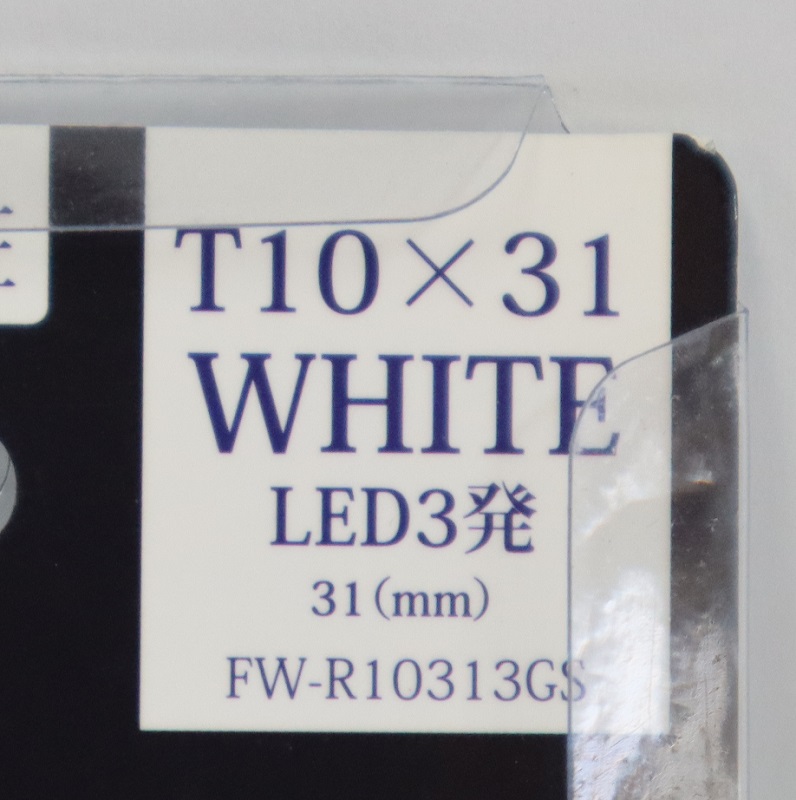 T10×31
WHITE
LED3発
31(mm)
FW-R10313GS